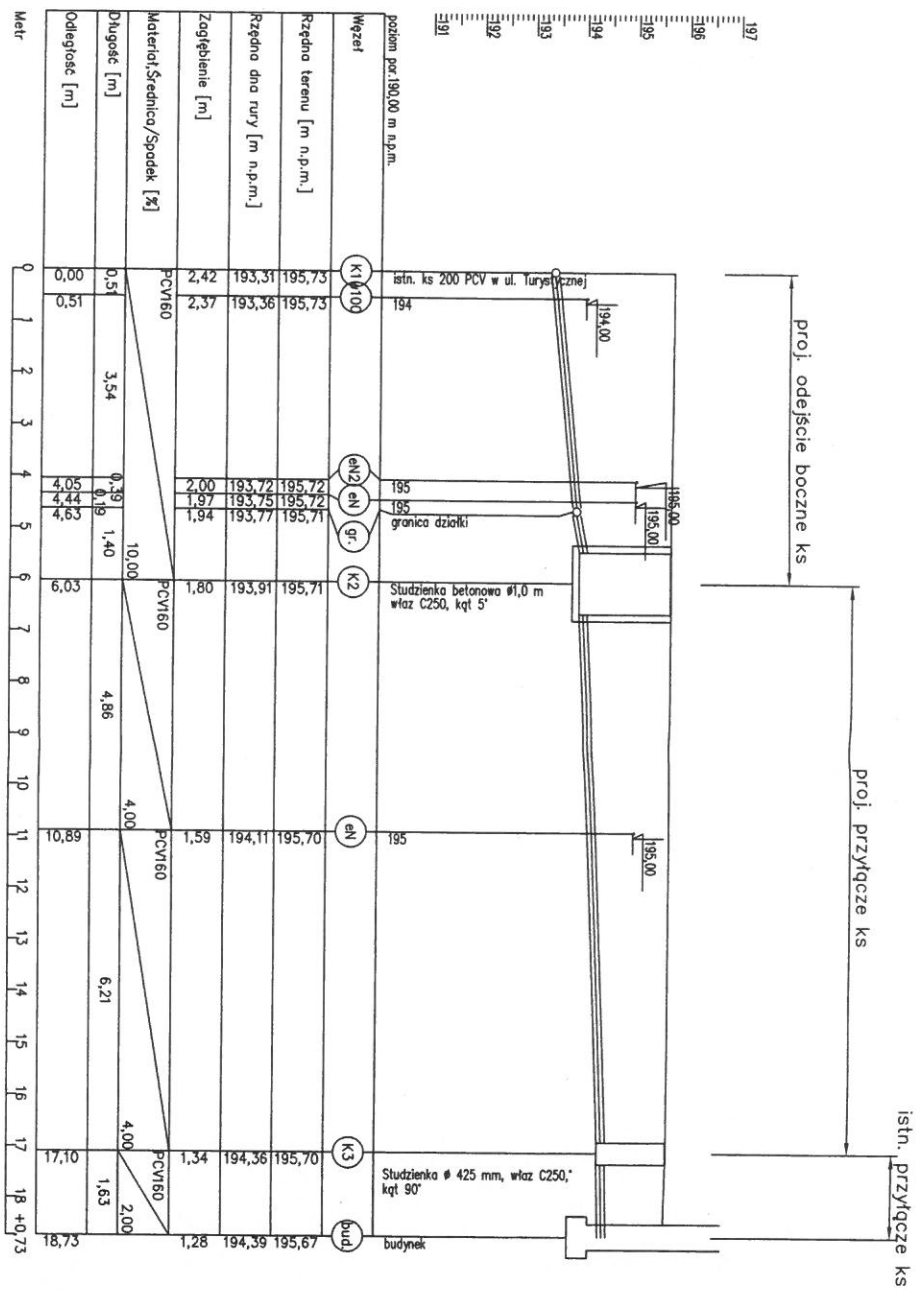 istn. przyłącze ks
proj. przyłącze ks
proj. odejście boczne ks
197
196
195
194
193
192
191
194,00
195,00
195,00
195,00
poziom por.190,00 m n.p.m.
istn. ks 200 PCV w ul. Turystycznej
194
195
195
granica działki
Studzienka betonowa ø1,0 m
właz C250, kąt 5°
195
Studzienka ø 425 mm, właz C250,
kąt 90°
budynek
Węzeł K1 eN2 eN gr. K2 eN K3 bud.
Rzędna terenu [m n.p.m.] 195,73 195,73 195,72 195,72 195,71 195,71 195,70 195,70 195,67
Rzędna dna rury [m n.p.m.] 193,31 193,36 193,72 193,75 193,77 193,91 194,11 194,36 194,39
Zagłębienie [m] 2,42 2,37 2,00 1,97 1,94 1,80 1,59 1,34 1,28
Materiał,Średnica/Spadek [%] PCV160 10,00 PCV160 4,00 PCV160 4,00 PCV160 2,00
Długość [m] 0,51 3,54 0,39 0,19 1,40 4,86 6,21 1,63
Odległość [m] 0,00 0,51 4,05 4,44 4,63 6,03 10,89 17,10 18,73
Metr 0 1 2 3 4 5 6 7 8 9 10 11 12 13 14 15 16 17 18 +0,73